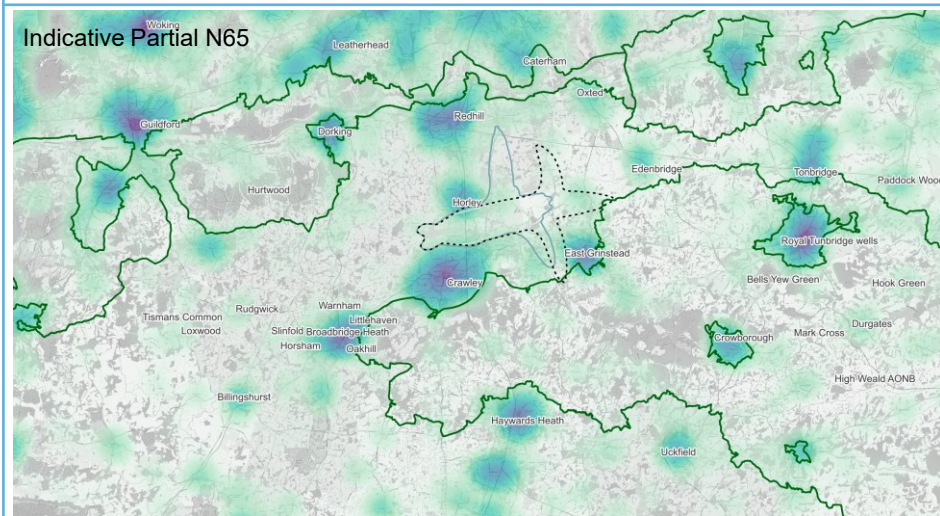 Indicative Partial N65
Woking
Leatherhead
Caterham
Oxted
Guildford
Redhill
Dorking
Edenbridge
Tonbridge
Paddock Wood
Hurtwood
Horley
East Grinstead
Royal Tunbridge wells
Bells Yew Green
Hook Green
Crawley
Warnham
Rudgwick
Tismans Common
Littlehaven
Loxwood
Slinfold
Broadbridge Heath
Horsham
Oakhill
Crowborough
Mark Cross
Durgates
High Weald AONB
Billingshurst
Haywards Heath
Uckfield